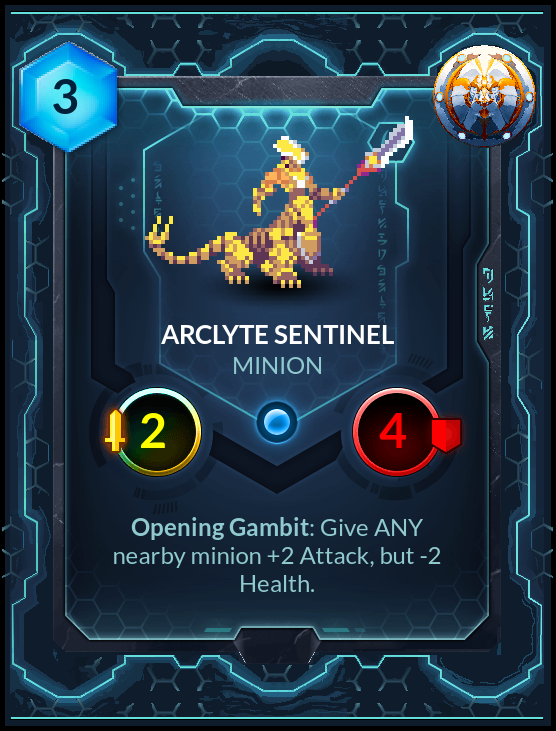 3
ARCLYTE SENTINEL
MINION
2
4
Opening Gambit: Give ANY
nearby minion +2 Attack, but -2
Health.